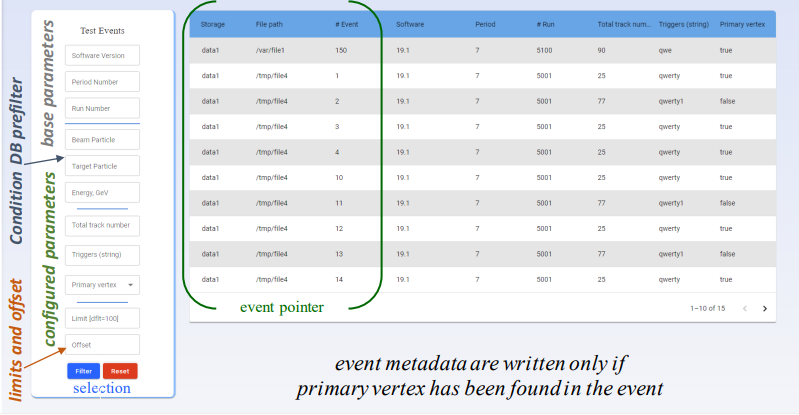 Test Events
Software Version
Period Number
Run Number
Beam Particle
Target Particle
Energy, GeV
Total track number
Triggers (string)
Primary vertex
Limit [dflt=100]
Offset
Filter Reset
selection
base parameters
Condition DB prefilter
configured parameters
limits and offset
Storage File path # Event Software Period # Run Total track num... Triggers (string) Primary vertex
data1 /var/file1 150 19.1 7 5100 90 qwe true
data1 /tmp/file4 1 19.1 7 5001 25 qwerty true
data1 /tmp/file4 2 19.1 7 5001 77 qwerty1 false
data1 /tmp/file4 3 19.1 7 5001 25 qwerty true
data1 /tmp/file4 4 19.1 7 5001 25 qwerty true
data1 /tmp/file4 10 19.1 7 5001 25 qwerty true
data1 /tmp/file4 11 19.1 7 5001 77 qwerty1 false
data1 /tmp/file4 12 19.1 7 5001 25 qwerty true
data1 /tmp/file4 13 19.1 7 5001 77 qwerty1 false
data1 /tmp/file4 14 19.1 7 5001 25 qwerty true
event pointer
1–10 of 15
event metadata are written only if
primary vertex has been found in the event